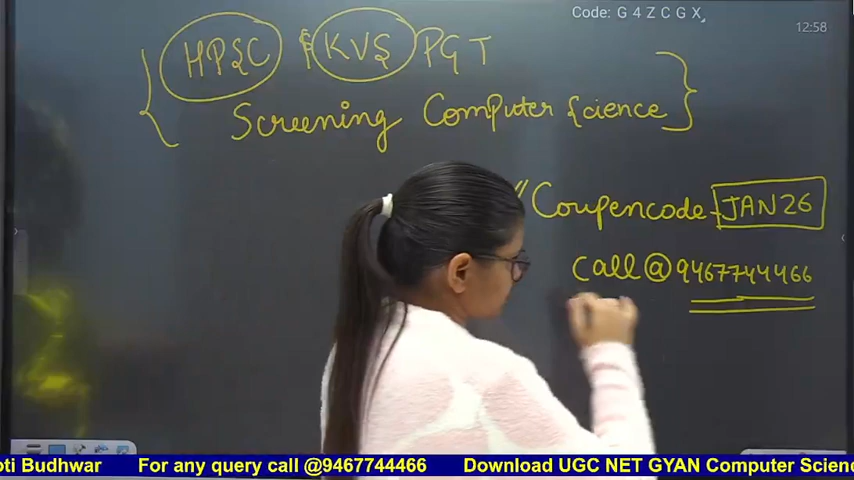 Code: G 4 Z C G X
12:58
HPSC & KVS PGT
Screening Computer Science
"Coupencode - JAN26
call @ 9467744466
oti Budhwar For any query call @9467744466 Download UGC NET GYAN Computer Scien